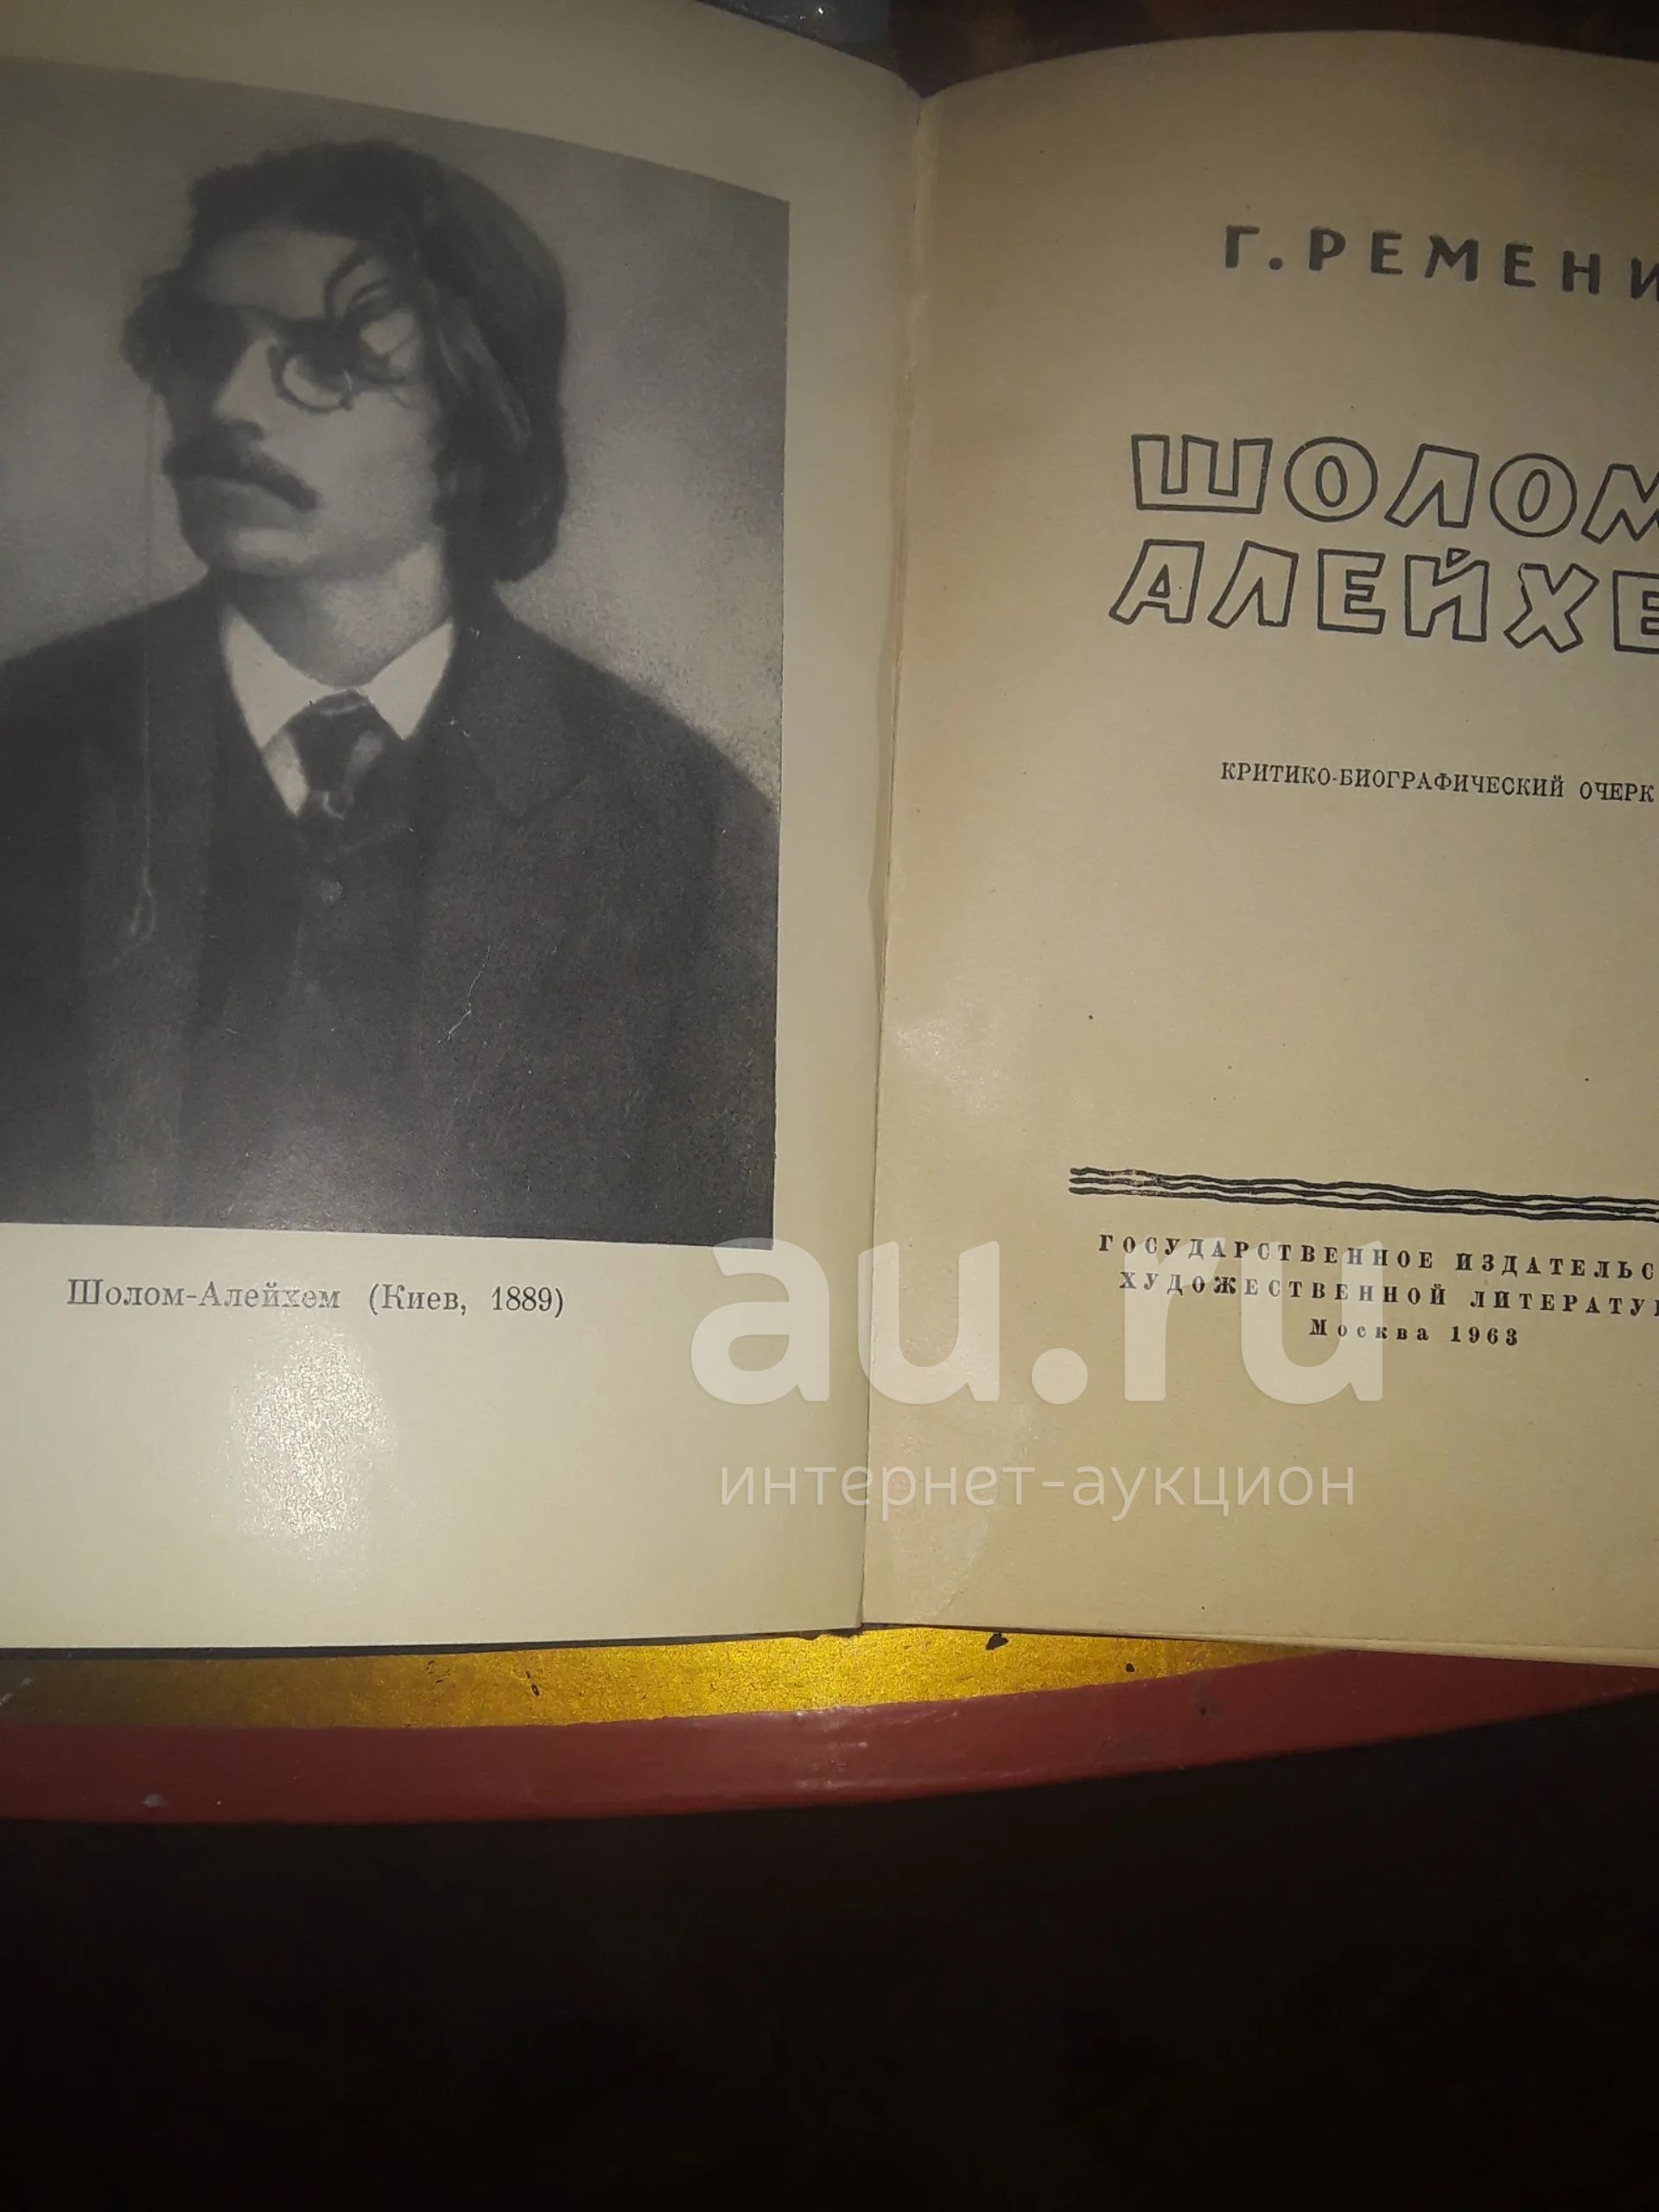 Шолом-Алейхем (Киев, 1889)
Г. РЕМЕНИ
ШОЛОМ
АЛЕЙХЕ
КРИТИКО-БИОГРАФИЧЕСКИЙ ОЧЕРК
ГОСУДАРСТВЕННОЕ ИЗДАТЕЛЬС
ХУДОЖЕСТВЕННОЙ ЛИТЕРАТУ
Москва 1963
au.ru
интернет-аукцион